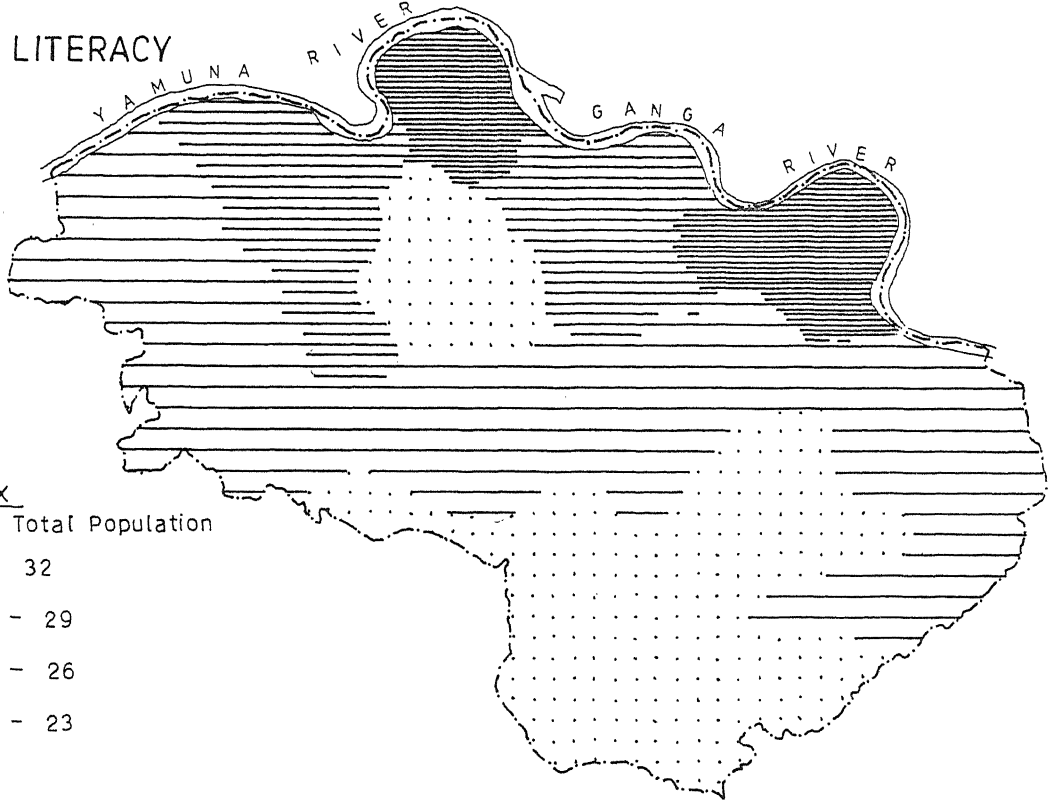 LITERACY
YAMUNA RIVER
GANGA RIVER
X
Total Population
32
- 29
- 26
- 23